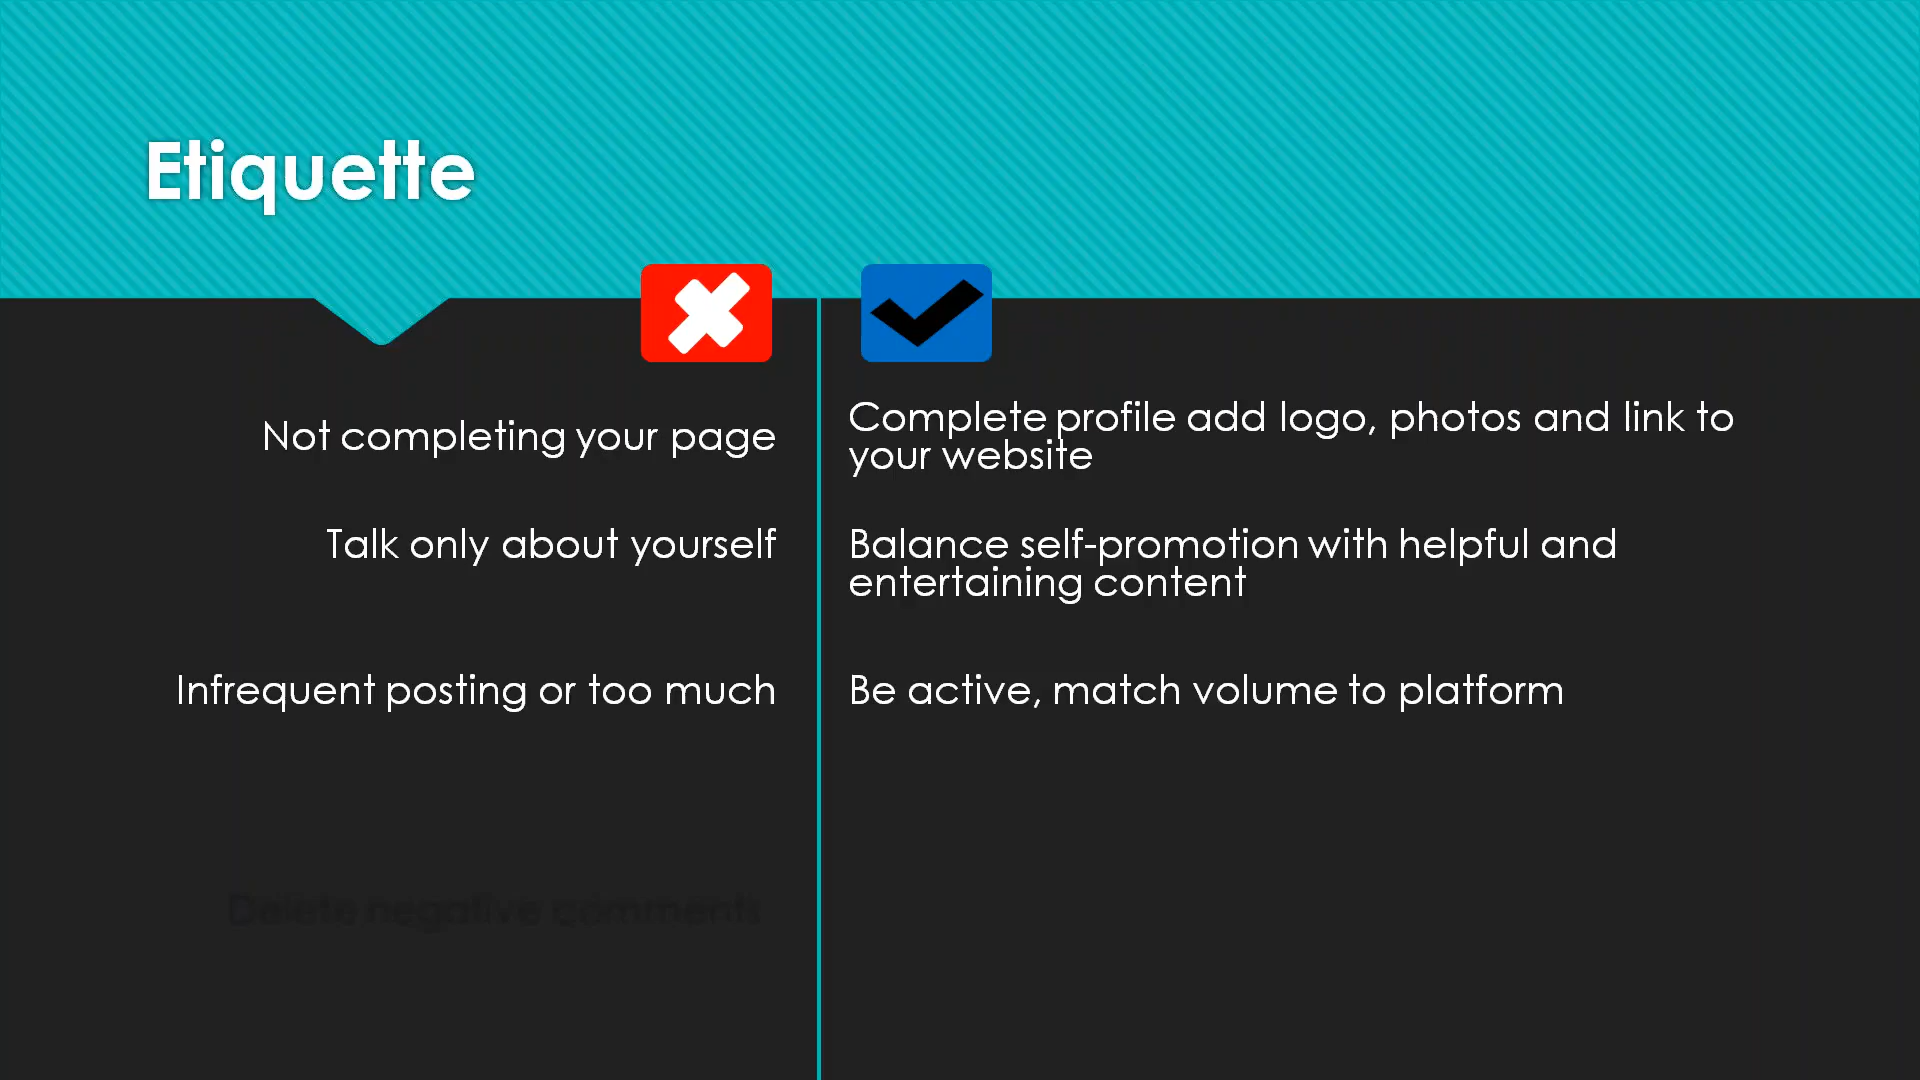 Etiquette
Not completing your page
Complete profile add logo, photos and link to
your website
Talk only about yourself
Balance self-promotion with helpful and
entertaining content
Infrequent posting or too much
Be active, match volume to platform
Delete negative comments